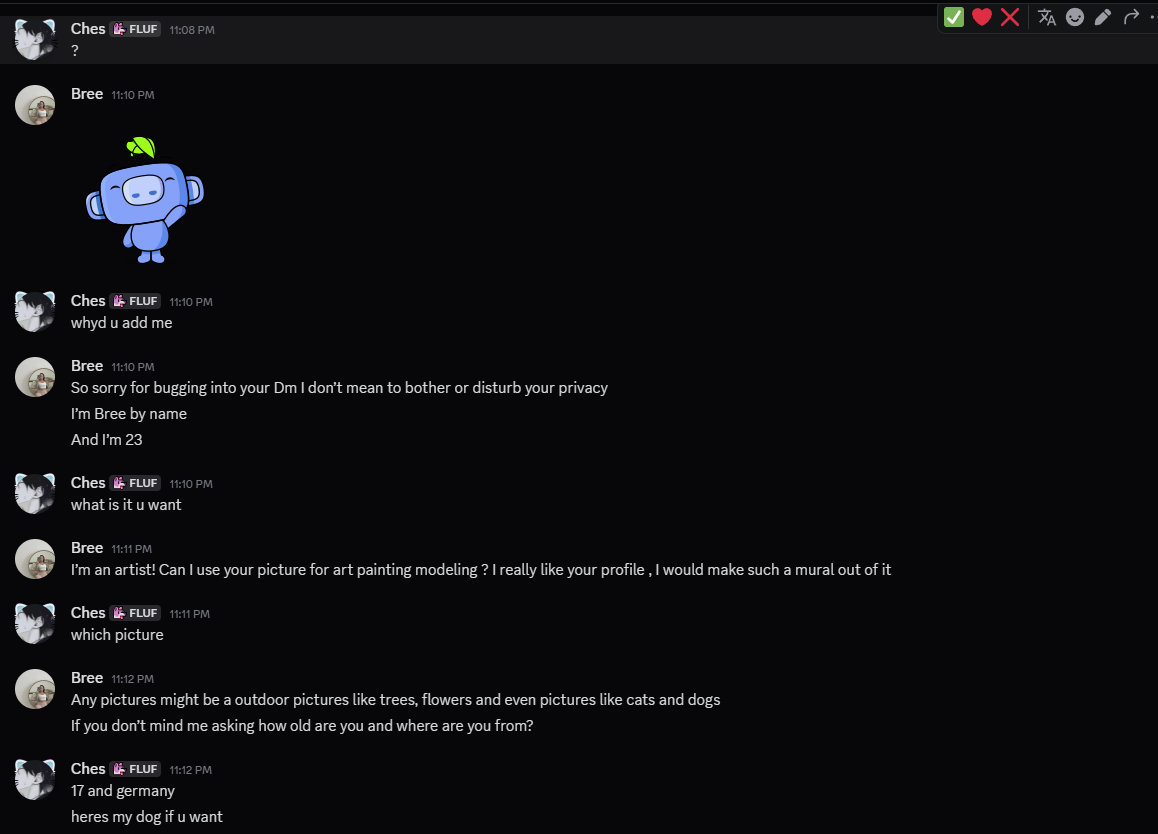 Ches FLUF 11:08 PM
?
Bree 11:10 PM
Ches FLUF 11:10 PM
whyd u add me
Bree 11:10 PM
So sorry for bugging into your Dm I don’t mean to bother or disturb your privacy
I’m Bree by name
And I’m 23
Ches FLUF 11:10 PM
what is it u want
Bree 11:11 PM
I’m an artist! Can I use your picture for art painting modeling ? I really like your profile , I would make such a mural out of it
Ches FLUF 11:11 PM
which picture
Bree 11:12 PM
Any pictures might be a outdoor pictures like trees, flowers and even pictures like cats and dogs
If you don’t mind me asking how old are you and where are you from?
Ches FLUF 11:12 PM
17 and germany
heres my dog if u want